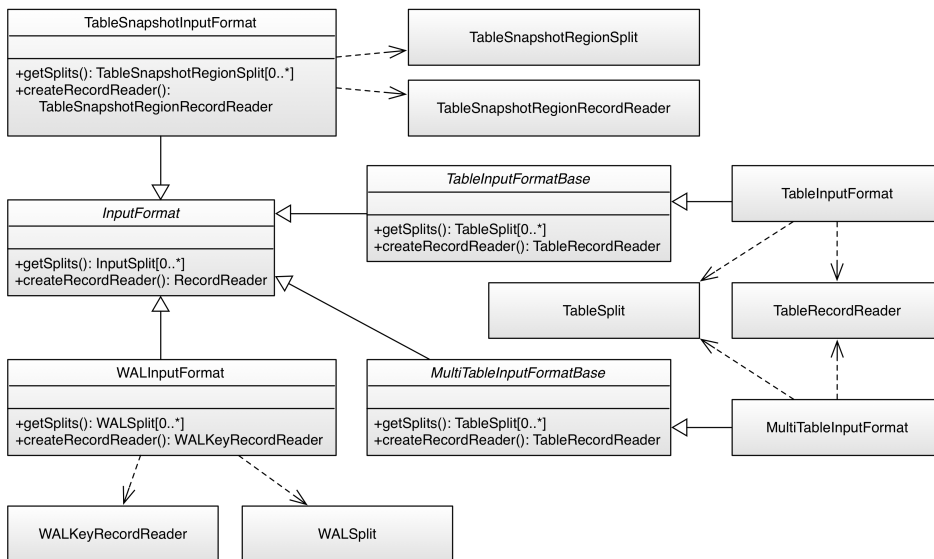 TableSnapshotInputFormat
+getSplits(): TableSnapshotRegionSplit[0..*]
+createRecordReader():
TableSnapshotRegionRecordReader
TableSnapshotRegionSplit
TableSnapshotRegionRecordReader
InputFormat
+getSplits(): InputSplit[0..*]
+createRecordReader(): RecordReader
TableInputFormatBase
+getSplits(): TableSplit[0..*]
+createRecordReader(): TableRecordReader
TableInputFormat
TableSplit
TableRecordReader
WALInputFormat
+getSplits(): WALSplit[0..*]
+createRecordReader(): WALKeyRecordReader
MultiTableInputFormatBase
+getSplits(): TableSplit[0..*]
+createRecordReader(): TableRecordReader
MultiTableInputFormat
WALKeyRecordReader
WALSplit